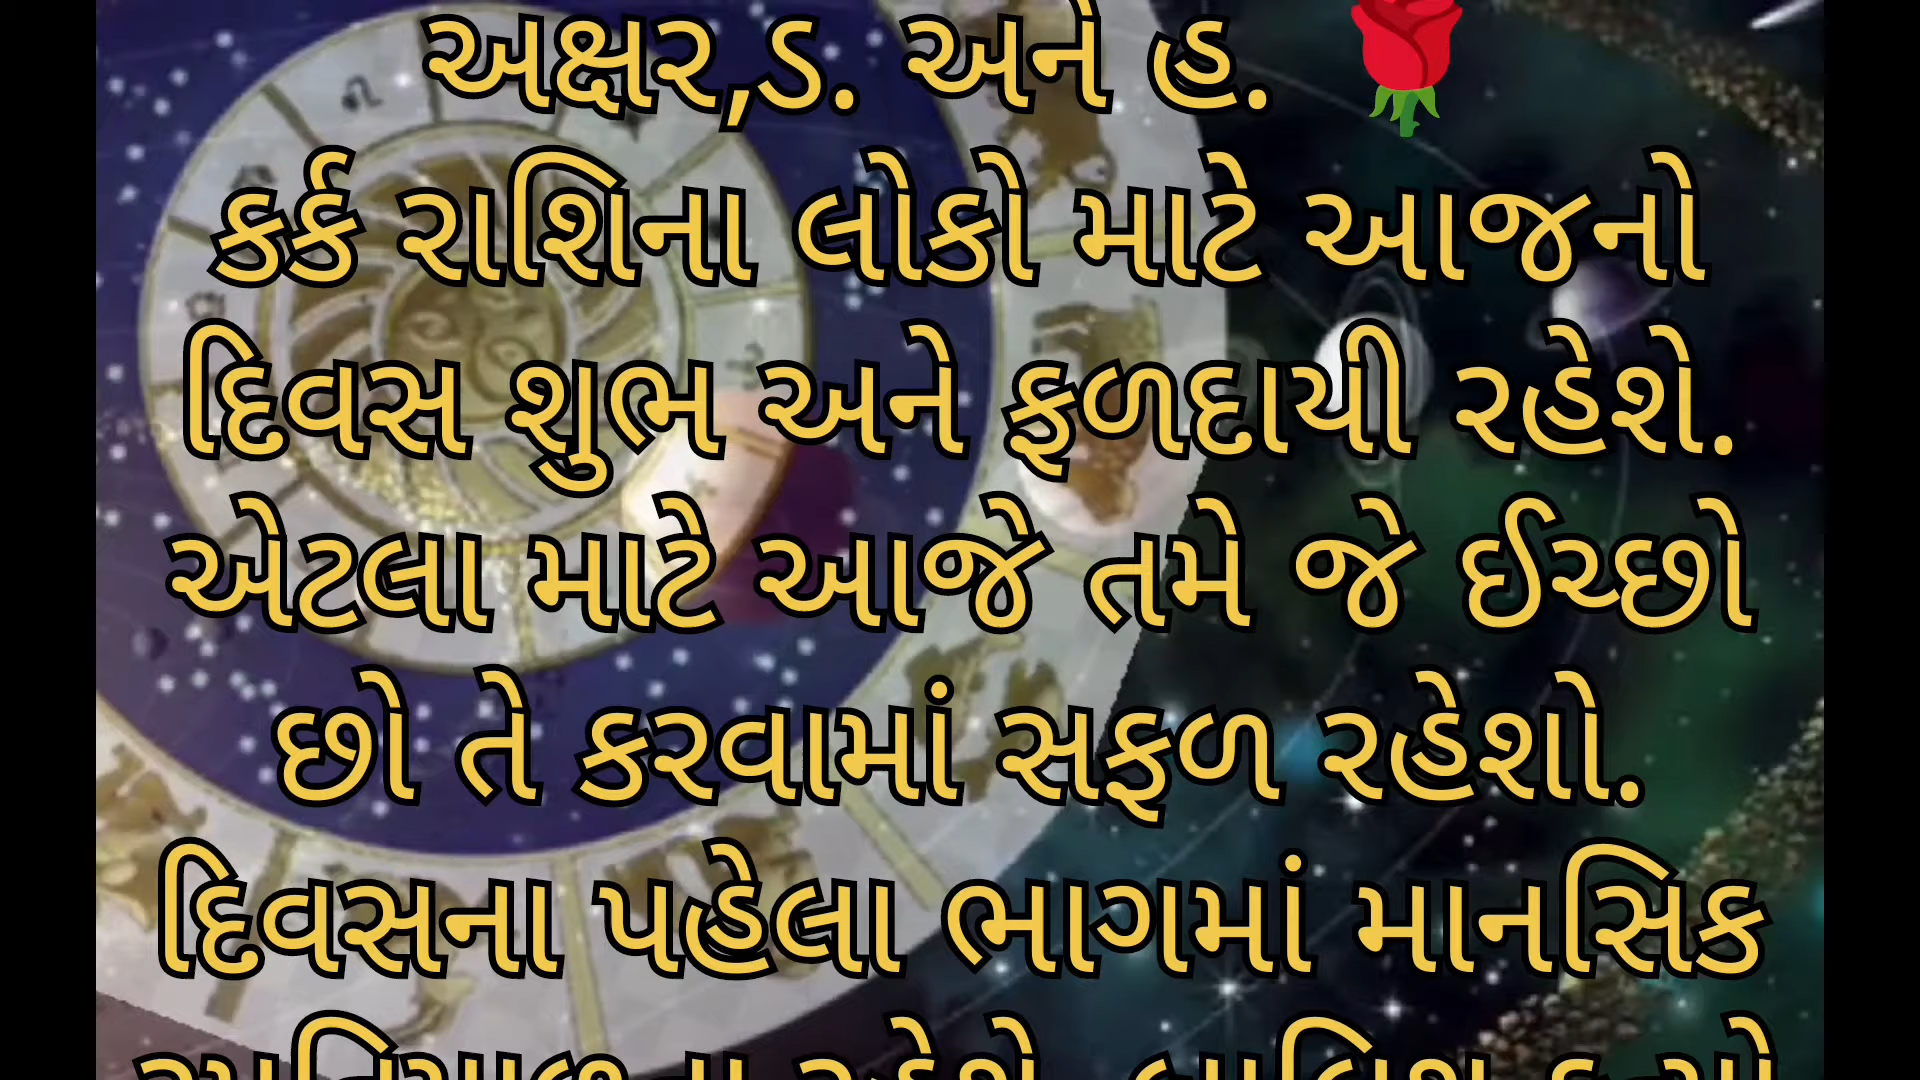 અક્ષર,ડ. અને હ. 🌹
કર્ક રાશિના લોકો માટે આજનો
દિવસ શુભ અને ફળદાયી રહેશે.
એટલા માટે આજે તમે જે ઈચ્છો
છો તે કરવામાં સફળ રહેશો.
દિવસના પહેલા ભાગમાં માનસિક